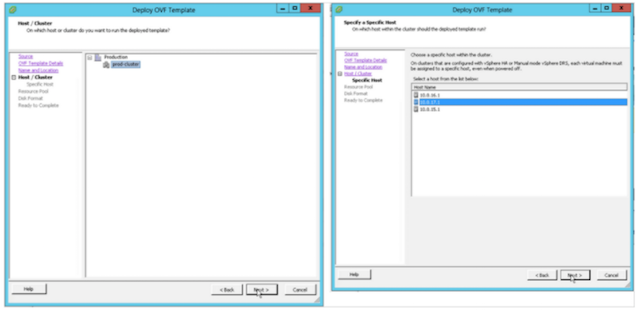 Deploy OVF Template
Host / Cluster
On which host or cluster do you want to run the deployed template?
Source
OVF Template Details
Name and Location
Host / Cluster
Specific Host
Resource Pool
Disk Format
Ready to Complete
Production
prod-cluster
Help
< Back
Next >
Cancel
Deploy OVF Template
Specify a Specific Host
On which host within the cluster should the deployed template run?
Source
OVF Template Details
Name and Location
Host / Cluster
Specific Host
Resource Pool
Disk Format
Ready to Complete
Choose a specific host within the cluster.
On clusters that are configured with vSphere HA or Manual mode vSphere DRS, each virtual machine must
be assigned to a specific host, even when powered off.
Select a host from the list below:
Host Name
10.8.16.1
10.8.17.1
10.8.15.1
Help
< Back
Next >
Cancel